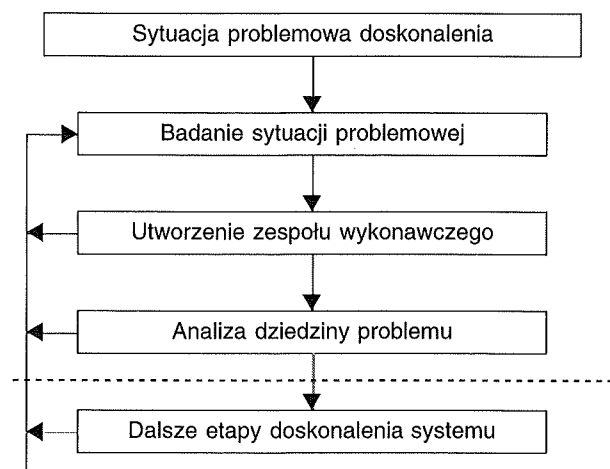 Sytuacja problemowa doskonalenia
Badanie sytuacji problemowej
Utworzenie zespołu wykonawczego
Analiza dziedziny problemu
Dalsze etapy doskonalenia systemu